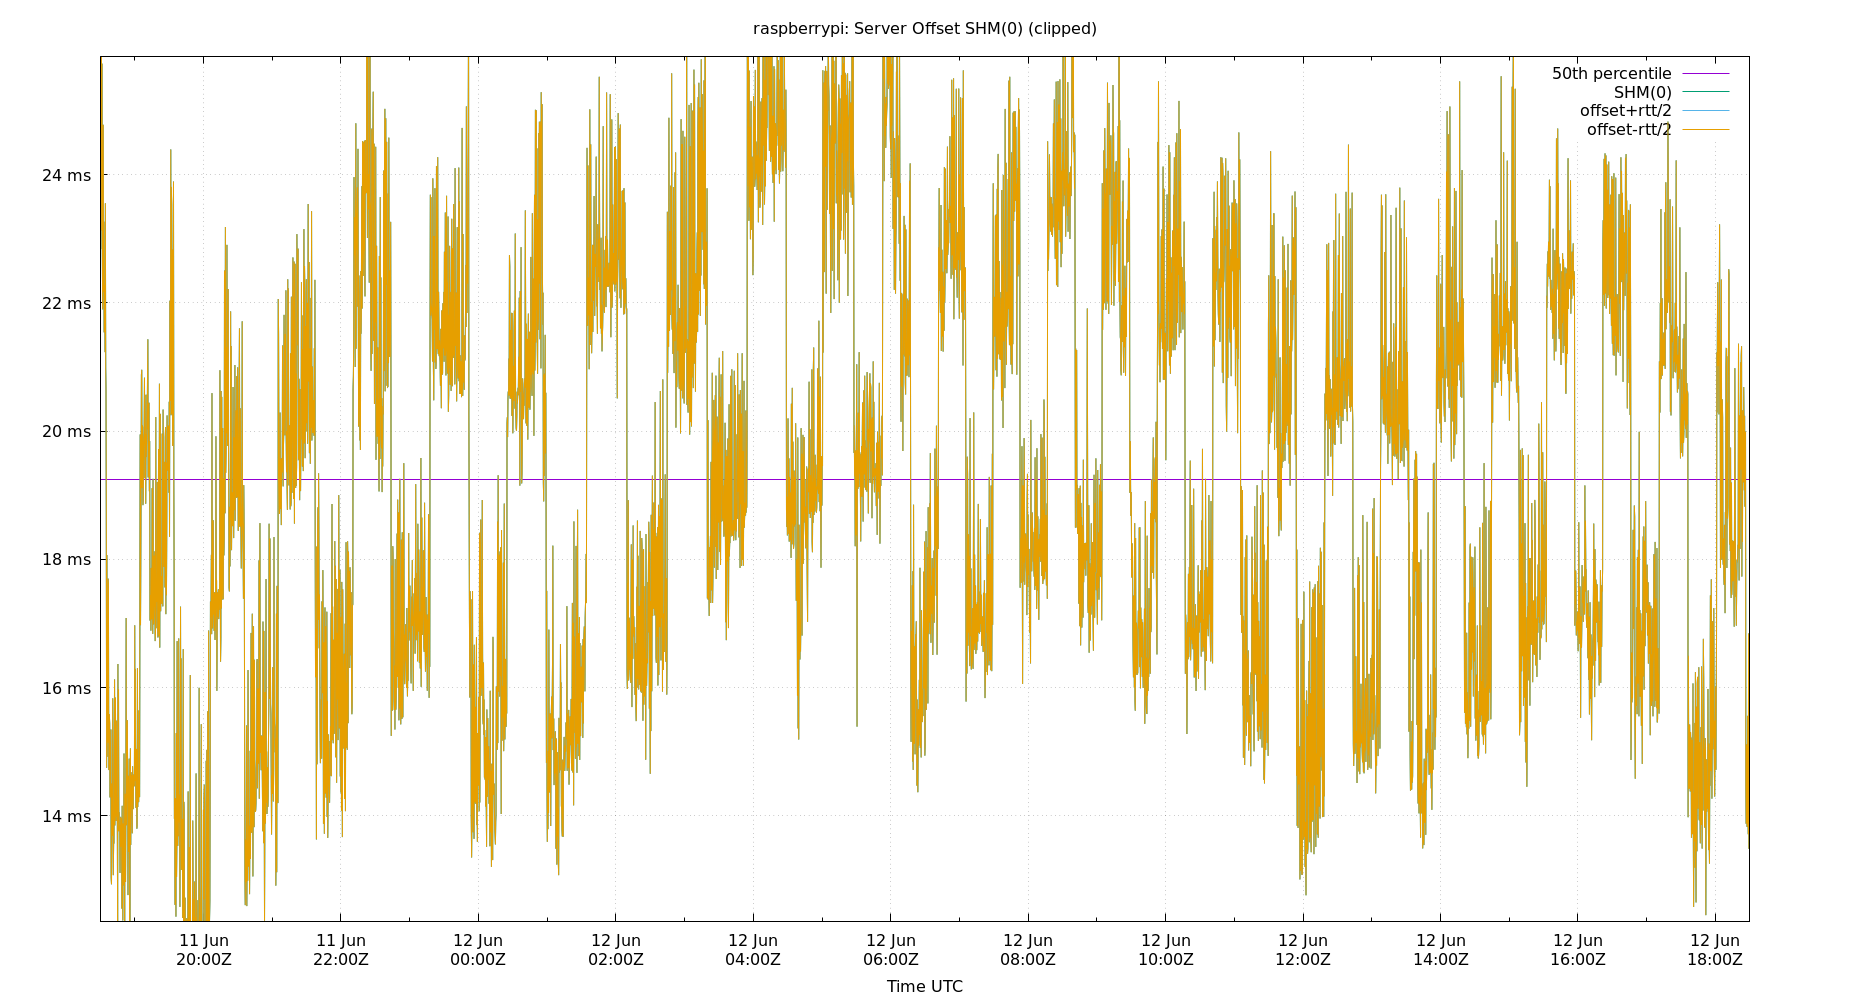 raspberrypi: Server Offset SHM(0) (clipped)
50th percentile
SHM(0)
offset+rtt/2
offset-rtt/2
24 ms
22 ms
20 ms
18 ms
16 ms
14 ms
11 Jun 11 Jun 12 Jun 12 Jun 12 Jun 12 Jun 12 Jun 12 Jun 12 Jun 12 Jun 12 Jun 12 Jun
20:00Z 22:00Z 00:00Z 02:00Z 04:00Z 06:00Z 08:00Z 10:00Z 12:00Z 14:00Z 16:00Z 18:00Z
Time UTC